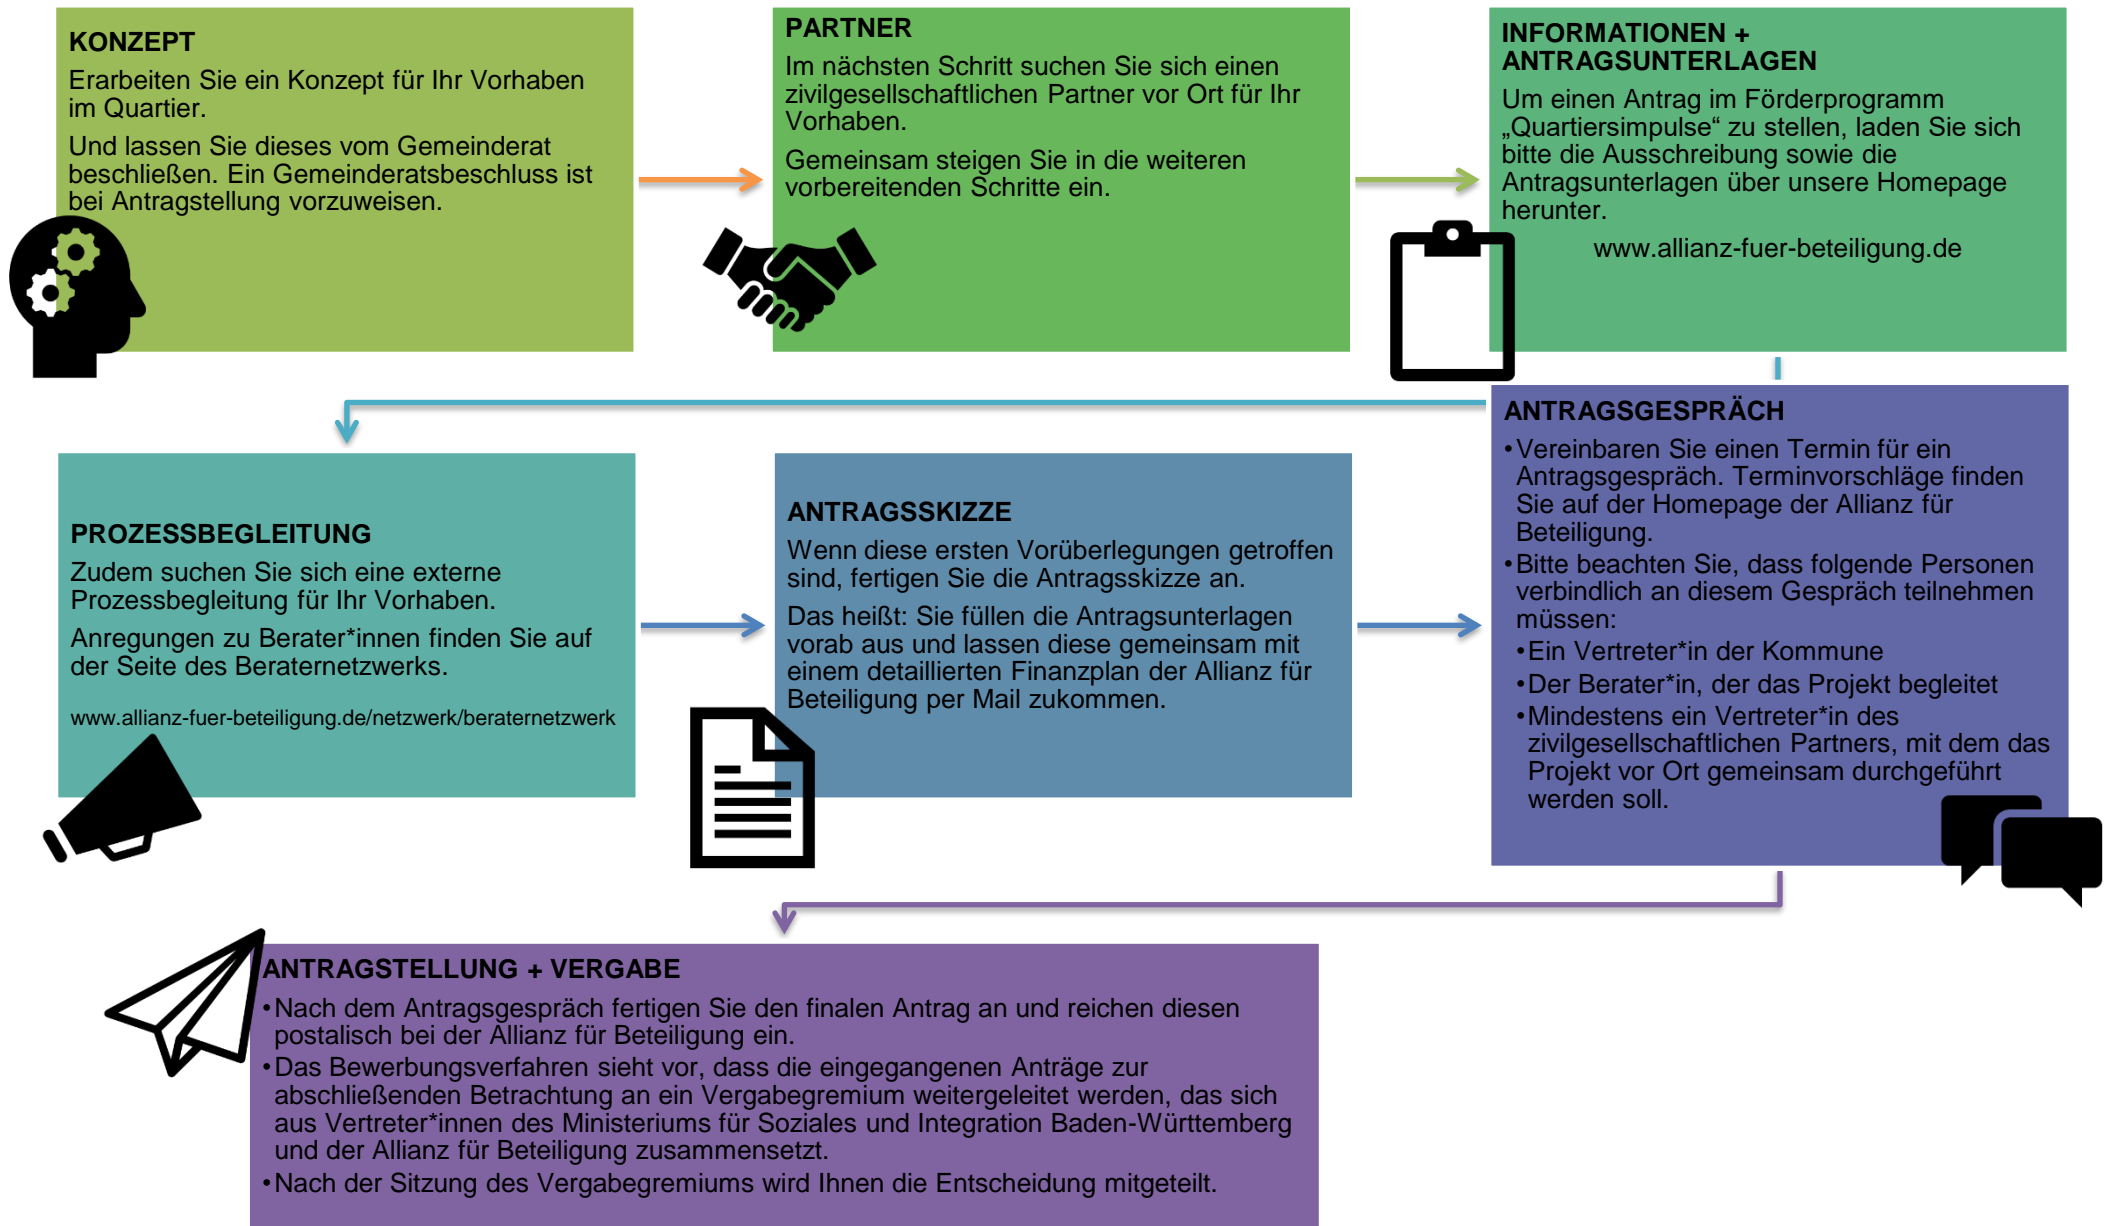 KONZEPT
Erarbeiten Sie ein Konzept für Ihr Vorhaben
im Quartier.
Und lassen Sie dieses vom Gemeinderat
beschließen. Ein Gemeinderatsbeschluss ist
bei Antragstellung vorzuweisen.
PARTNER
Im nächsten Schritt suchen Sie sich einen
zivilgesellschaftlichen Partner vor Ort für Ihr
Vorhaben.
Gemeinsam steigen Sie in die weiteren
vorbereitenden Schritte ein.
INFORMATIONEN +
ANTRAGSUNTERLAGEN
Um einen Antrag im Förderprogramm
„Quartiersimpulse“ zu stellen, laden Sie sich
bitte die Ausschreibung sowie die
Antragsunterlagen über unsere Homepage
herunter.
www.allianz-fuer-beteiligung.de
PROZESSBEGLEITUNG
Zudem suchen Sie sich eine externe
Prozessbegleitung für Ihr Vorhaben.
Anregungen zu Berater*innen finden Sie auf
der Seite des Beraternetzwerks.
www.allianz-fuer-beteiligung.de/netzwerk/beraternetzwerk
ANTRAGSSKIZZE
Wenn diese ersten Vorüberlegungen getroffen
sind, fertigen Sie die Antragsskizze an.
Das heißt: Sie füllen die Antragsunterlagen
vorab aus und lassen diese gemeinsam mit
einem detaillierten Finanzplan der Allianz für
Beteiligung per Mail zukommen.
ANTRAGSGESPRÄCH
•Vereinbaren Sie einen Termin für ein
Antragsgespräch. Terminvorschläge finden
Sie auf der Homepage der Allianz für
Beteiligung.
•Bitte beachten Sie, dass folgende Personen
verbindlich an diesem Gespräch teilnehmen
müssen:
•Ein Vertreter*in der Kommune
•Der Berater*in, der das Projekt begleitet
•Mindestens ein Vertreter*in des
zivilgesellschaftlichen Partners, mit dem das
Projekt vor Ort gemeinsam durchgeführt
werden soll.
ANTRAGSTELLUNG + VERGABE
•Nach dem Antragsgespräch fertigen Sie den finalen Antrag an und reichen diesen
postalisch bei der Allianz für Beteiligung ein.
•Das Bewerbungsverfahren sieht vor, dass die eingegangenen Anträge zur
abschließenden Betrachtung an ein Vergabegremium weitergeleitet werden, das sich
aus Vertreter*innen des Ministeriums für Soziales und Integration Baden-Württemberg
und der Allianz für Beteiligung zusammensetzt.
•Nach der Sitzung des Vergabegremiums wird Ihnen die Entscheidung mitgeteilt.